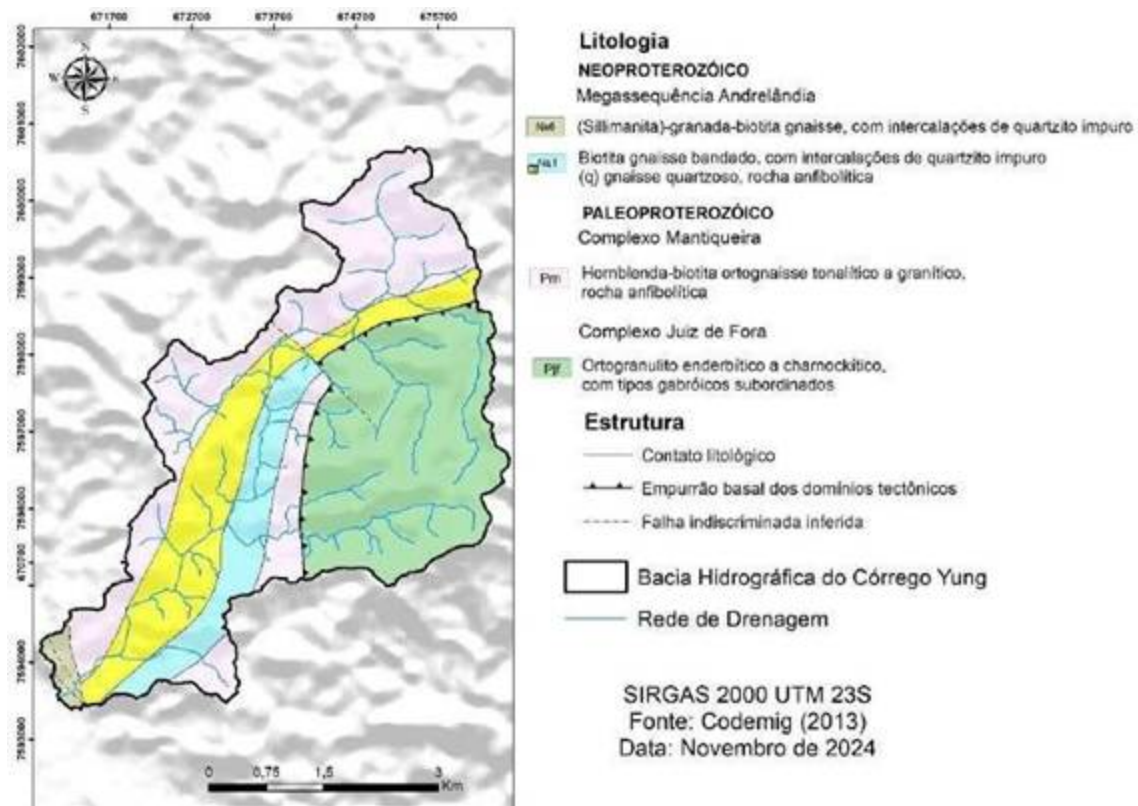 671700 672700 673700 674700 675700
N
W
S
Litologia
NEOPROTEROZÓICO
Megassequência Andrelândia
(Sillimanita)-granada-biotita gnaisse, com intercalações de quartzito impuro
Biotita gnaisse bandado, com intercalações de quartzito impuro
(q) gnaisse quartzoso, rocha anfibolítica
PALEOPROTEROZÓICO
Complexo Mantiqueira
Pm
Hornblenda-biotita ortognaisse tonalítico a granítico,
rocha anfibolítica
Complexo Juiz de Fora
Pjf
Ortogranulito enderbítico a charnockítico,
com tipos gabróicos subordinados
Estrutura
Contato litológico
Empurrão basal dos domínios tectônicos
Falha indiscriminada inferida
Bacia Hidrográfica do Córrego Yung
Rede de Drenagem
SIRGAS 2000 UTM 23S
Fonte: Codemig (2013)
Data: Novembro de 2024
0 0,75 1,5 3
Km